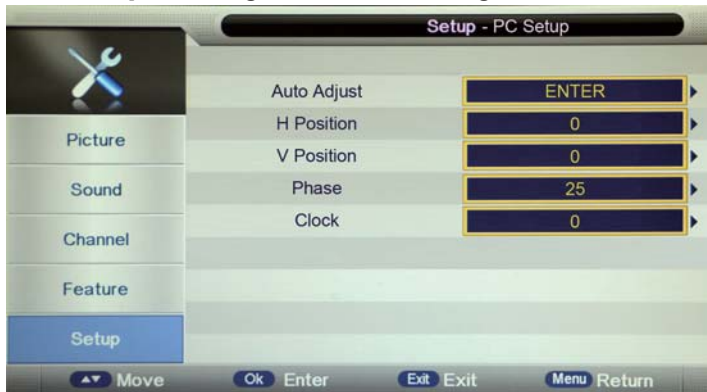 Setup - PC Setup
Auto Adjust ENTER
H Position 0
V Position 0
Phase 25
Clock 0
Picture
Sound
Channel
Feature
Setup
Move Ok Enter Exit Exit Menu Return